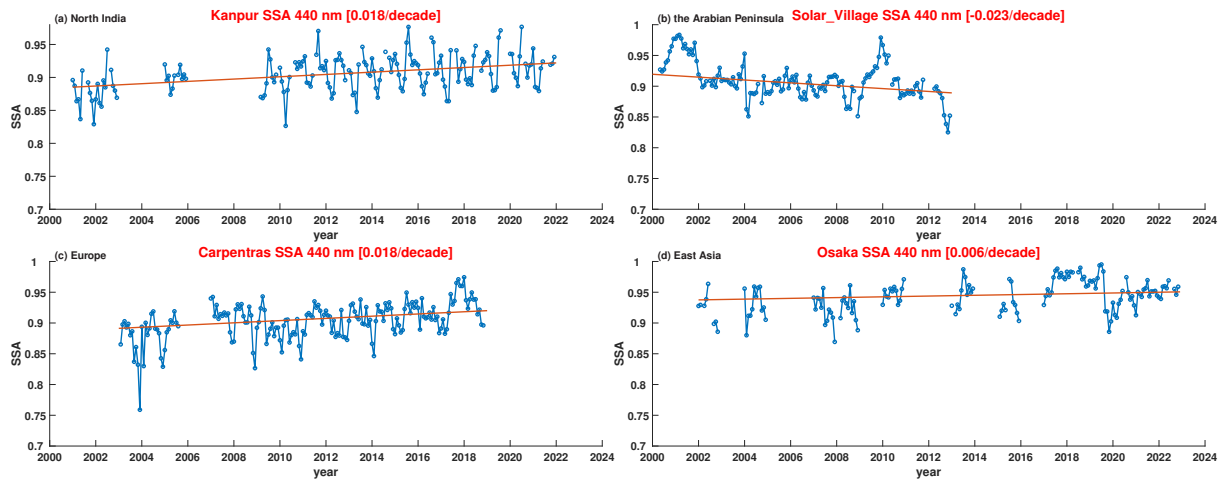 (a) North India
Kanpur SSA 440 nm [0.018/decade]
0.95
0.9
0.85
0.8
0.75
0.7
SSA
2000 2002 2004 2006 2008 2010 2012 2014 2016 2018 2020 2022 2024
year
(b) the Arabian Peninsula
Solar_Village SSA 440 nm [-0.023/decade]
1
0.95
0.9
0.85
0.8
0.75
0.7
SSA
2000 2002 2004 2006 2008 2010 2012 2014 2016 2018 2020 2022 2024
year
(c) Europe
Carpentras SSA 440 nm [0.018/decade]
1
0.95
0.9
0.85
0.8
0.75
0.7
SSA
2000 2002 2004 2006 2008 2010 2012 2014 2016 2018 2020 2022 2024
year
(d) East Asia
Osaka SSA 440 nm [0.006/decade]
1
0.95
0.9
0.85
0.8
0.75
0.7
SSA
2000 2002 2004 2006 2008 2010 2012 2014 2016 2018 2020 2022 2024
year